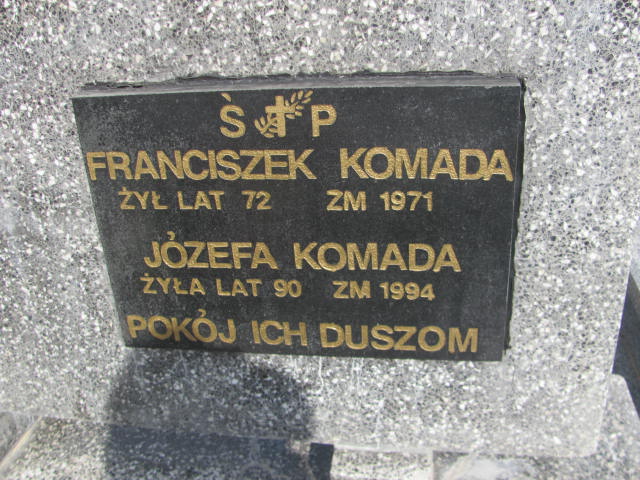 Ś P
FRANCISZEK KOMADA
ŻYŁ LAT 72 ZM 1971
JÓZEFA KOMADA
ŻYŁA LAT 90 ZM 1994
POKÓJ ICH DUSZOM